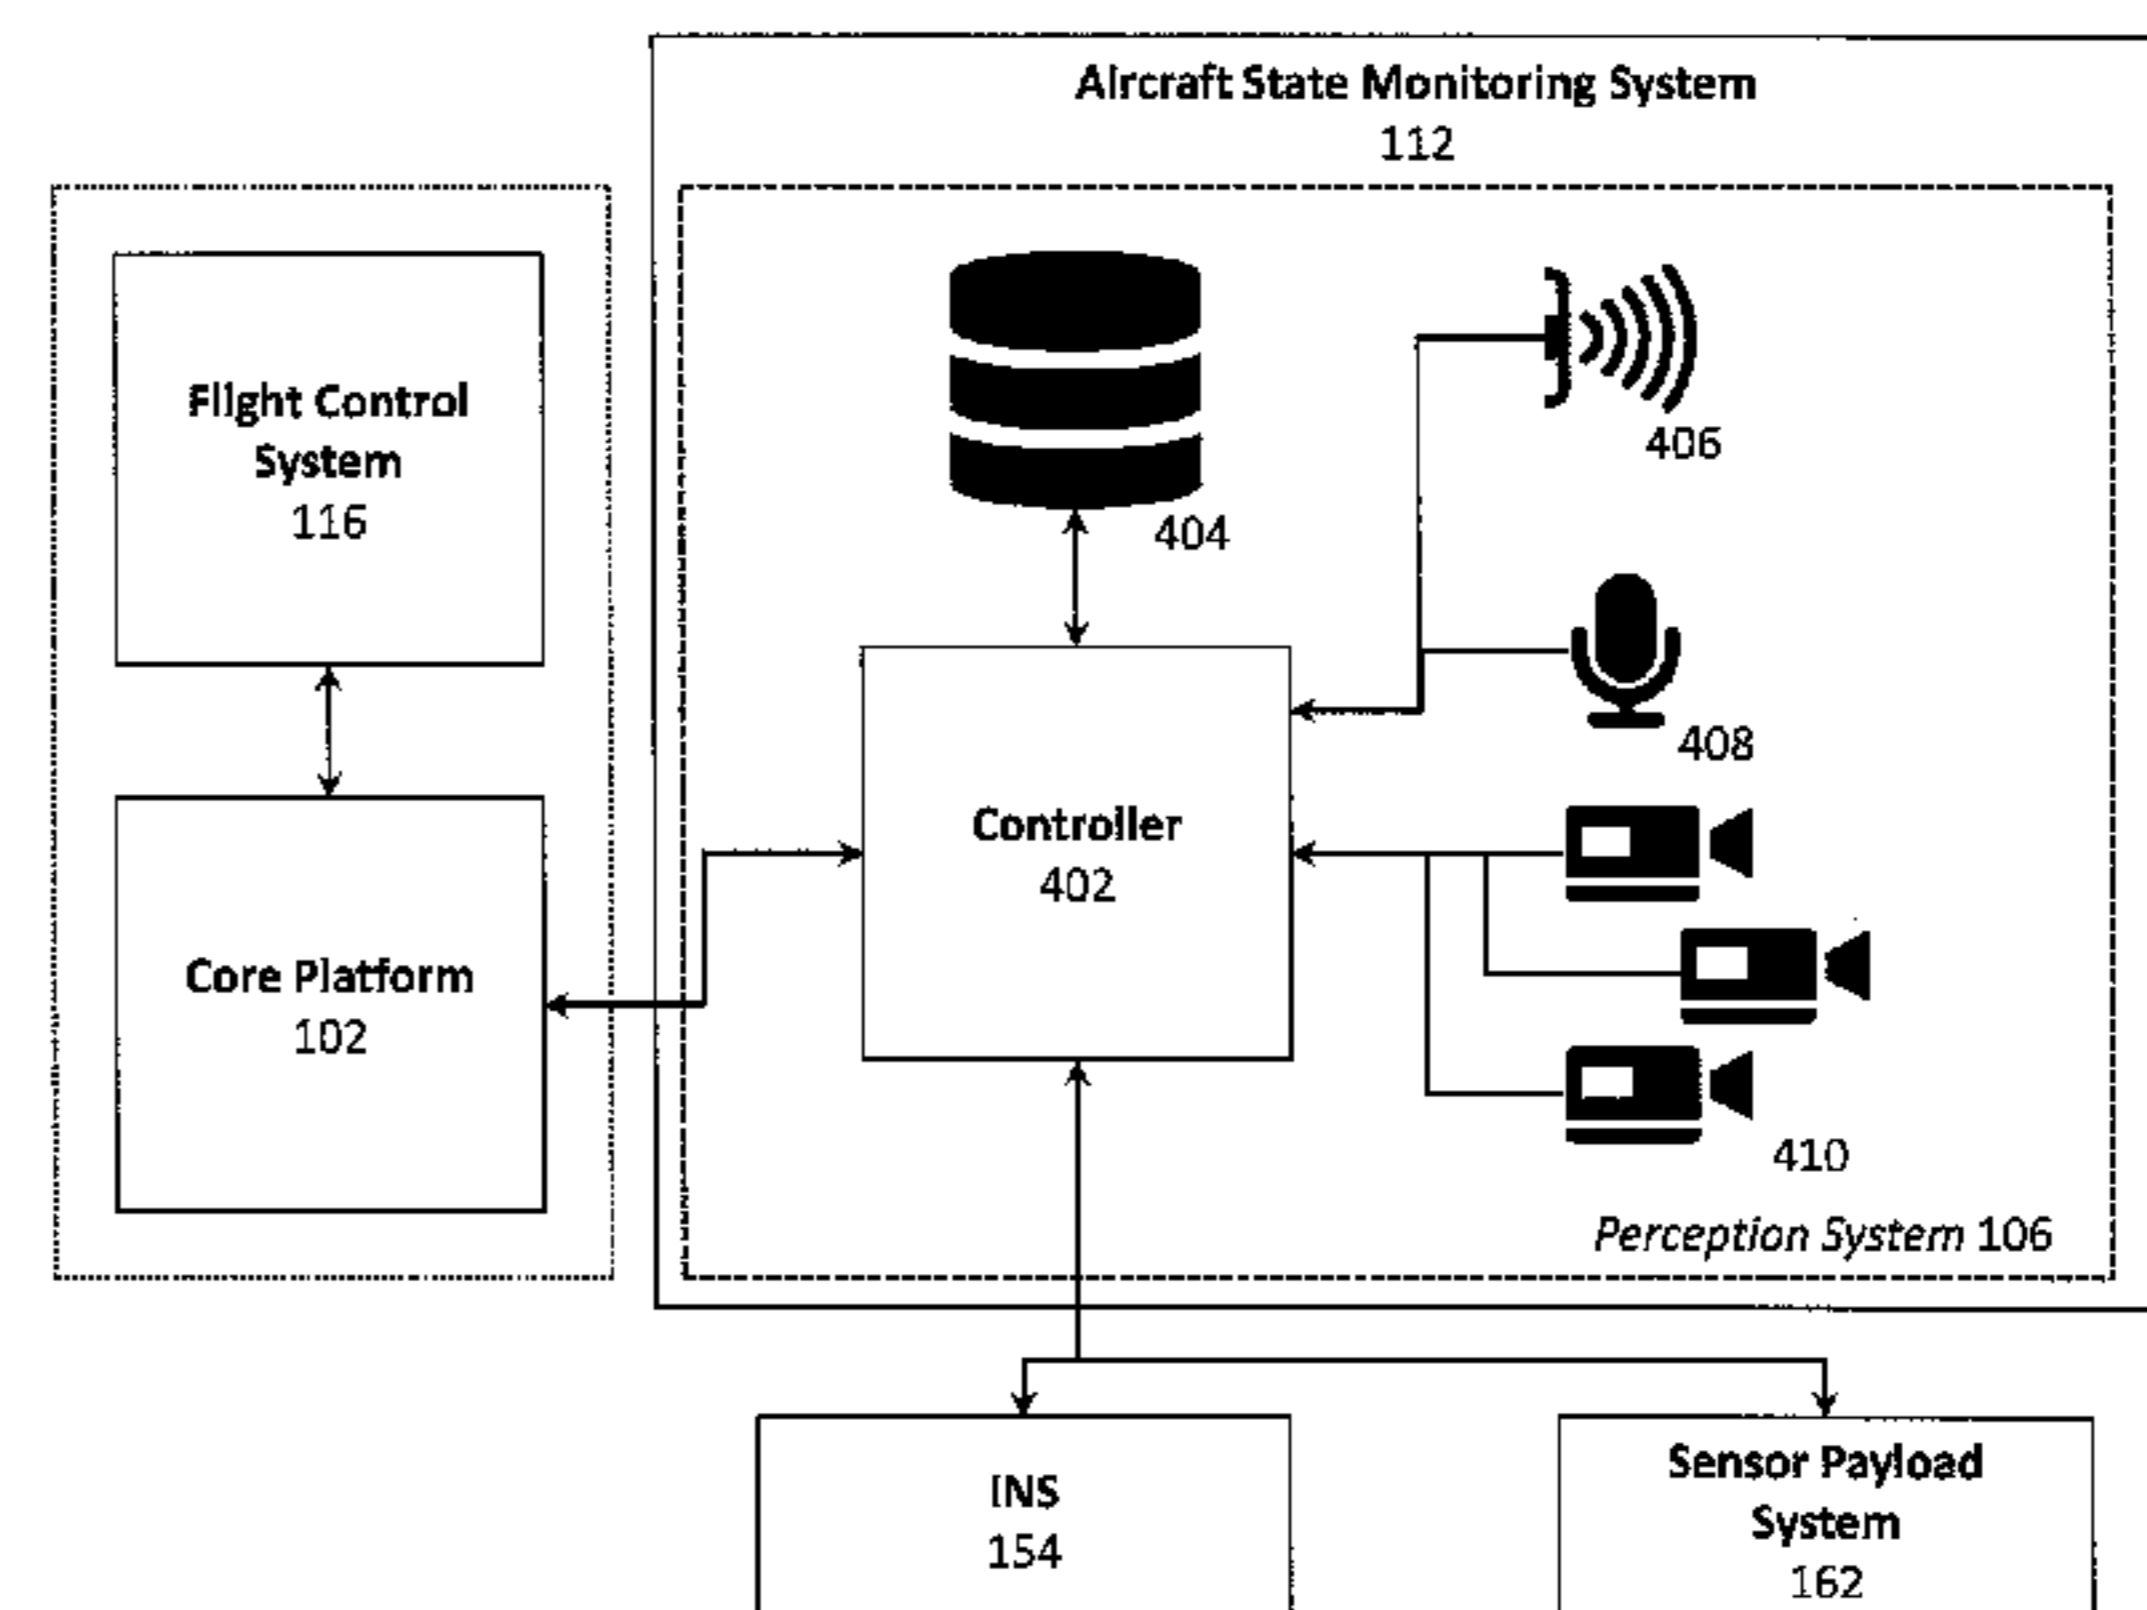 Aircraft State Monitoring System
112
Flight Control
System
116
404
406
408
Controller
402
Core Platform
102
410
Perception System 106
INS
154
Sensor Payload
System
162